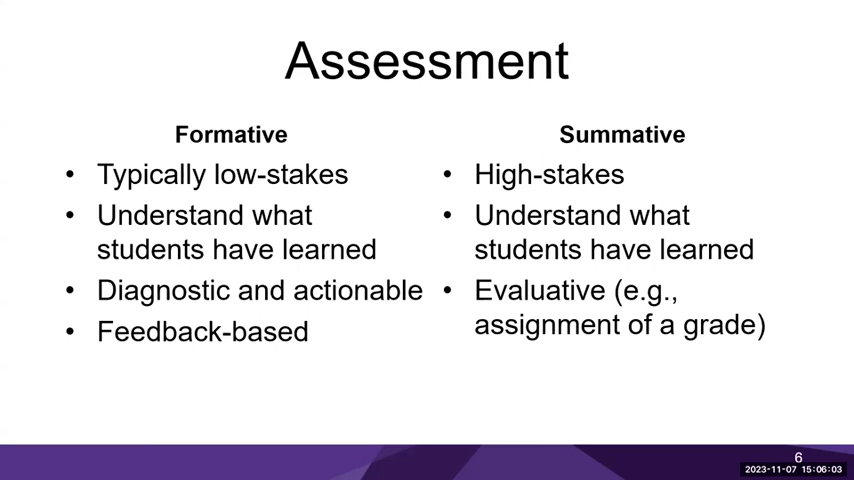 Assessment
Formative
• Typically low-stakes
• Understand what
students have learned
• Diagnostic and actionable
• Feedback-based
Summative
• High-stakes
• Understand what
students have learned
• Evaluative (e.g.,
assignment of a grade)
6
2023-11-07 15:06:03